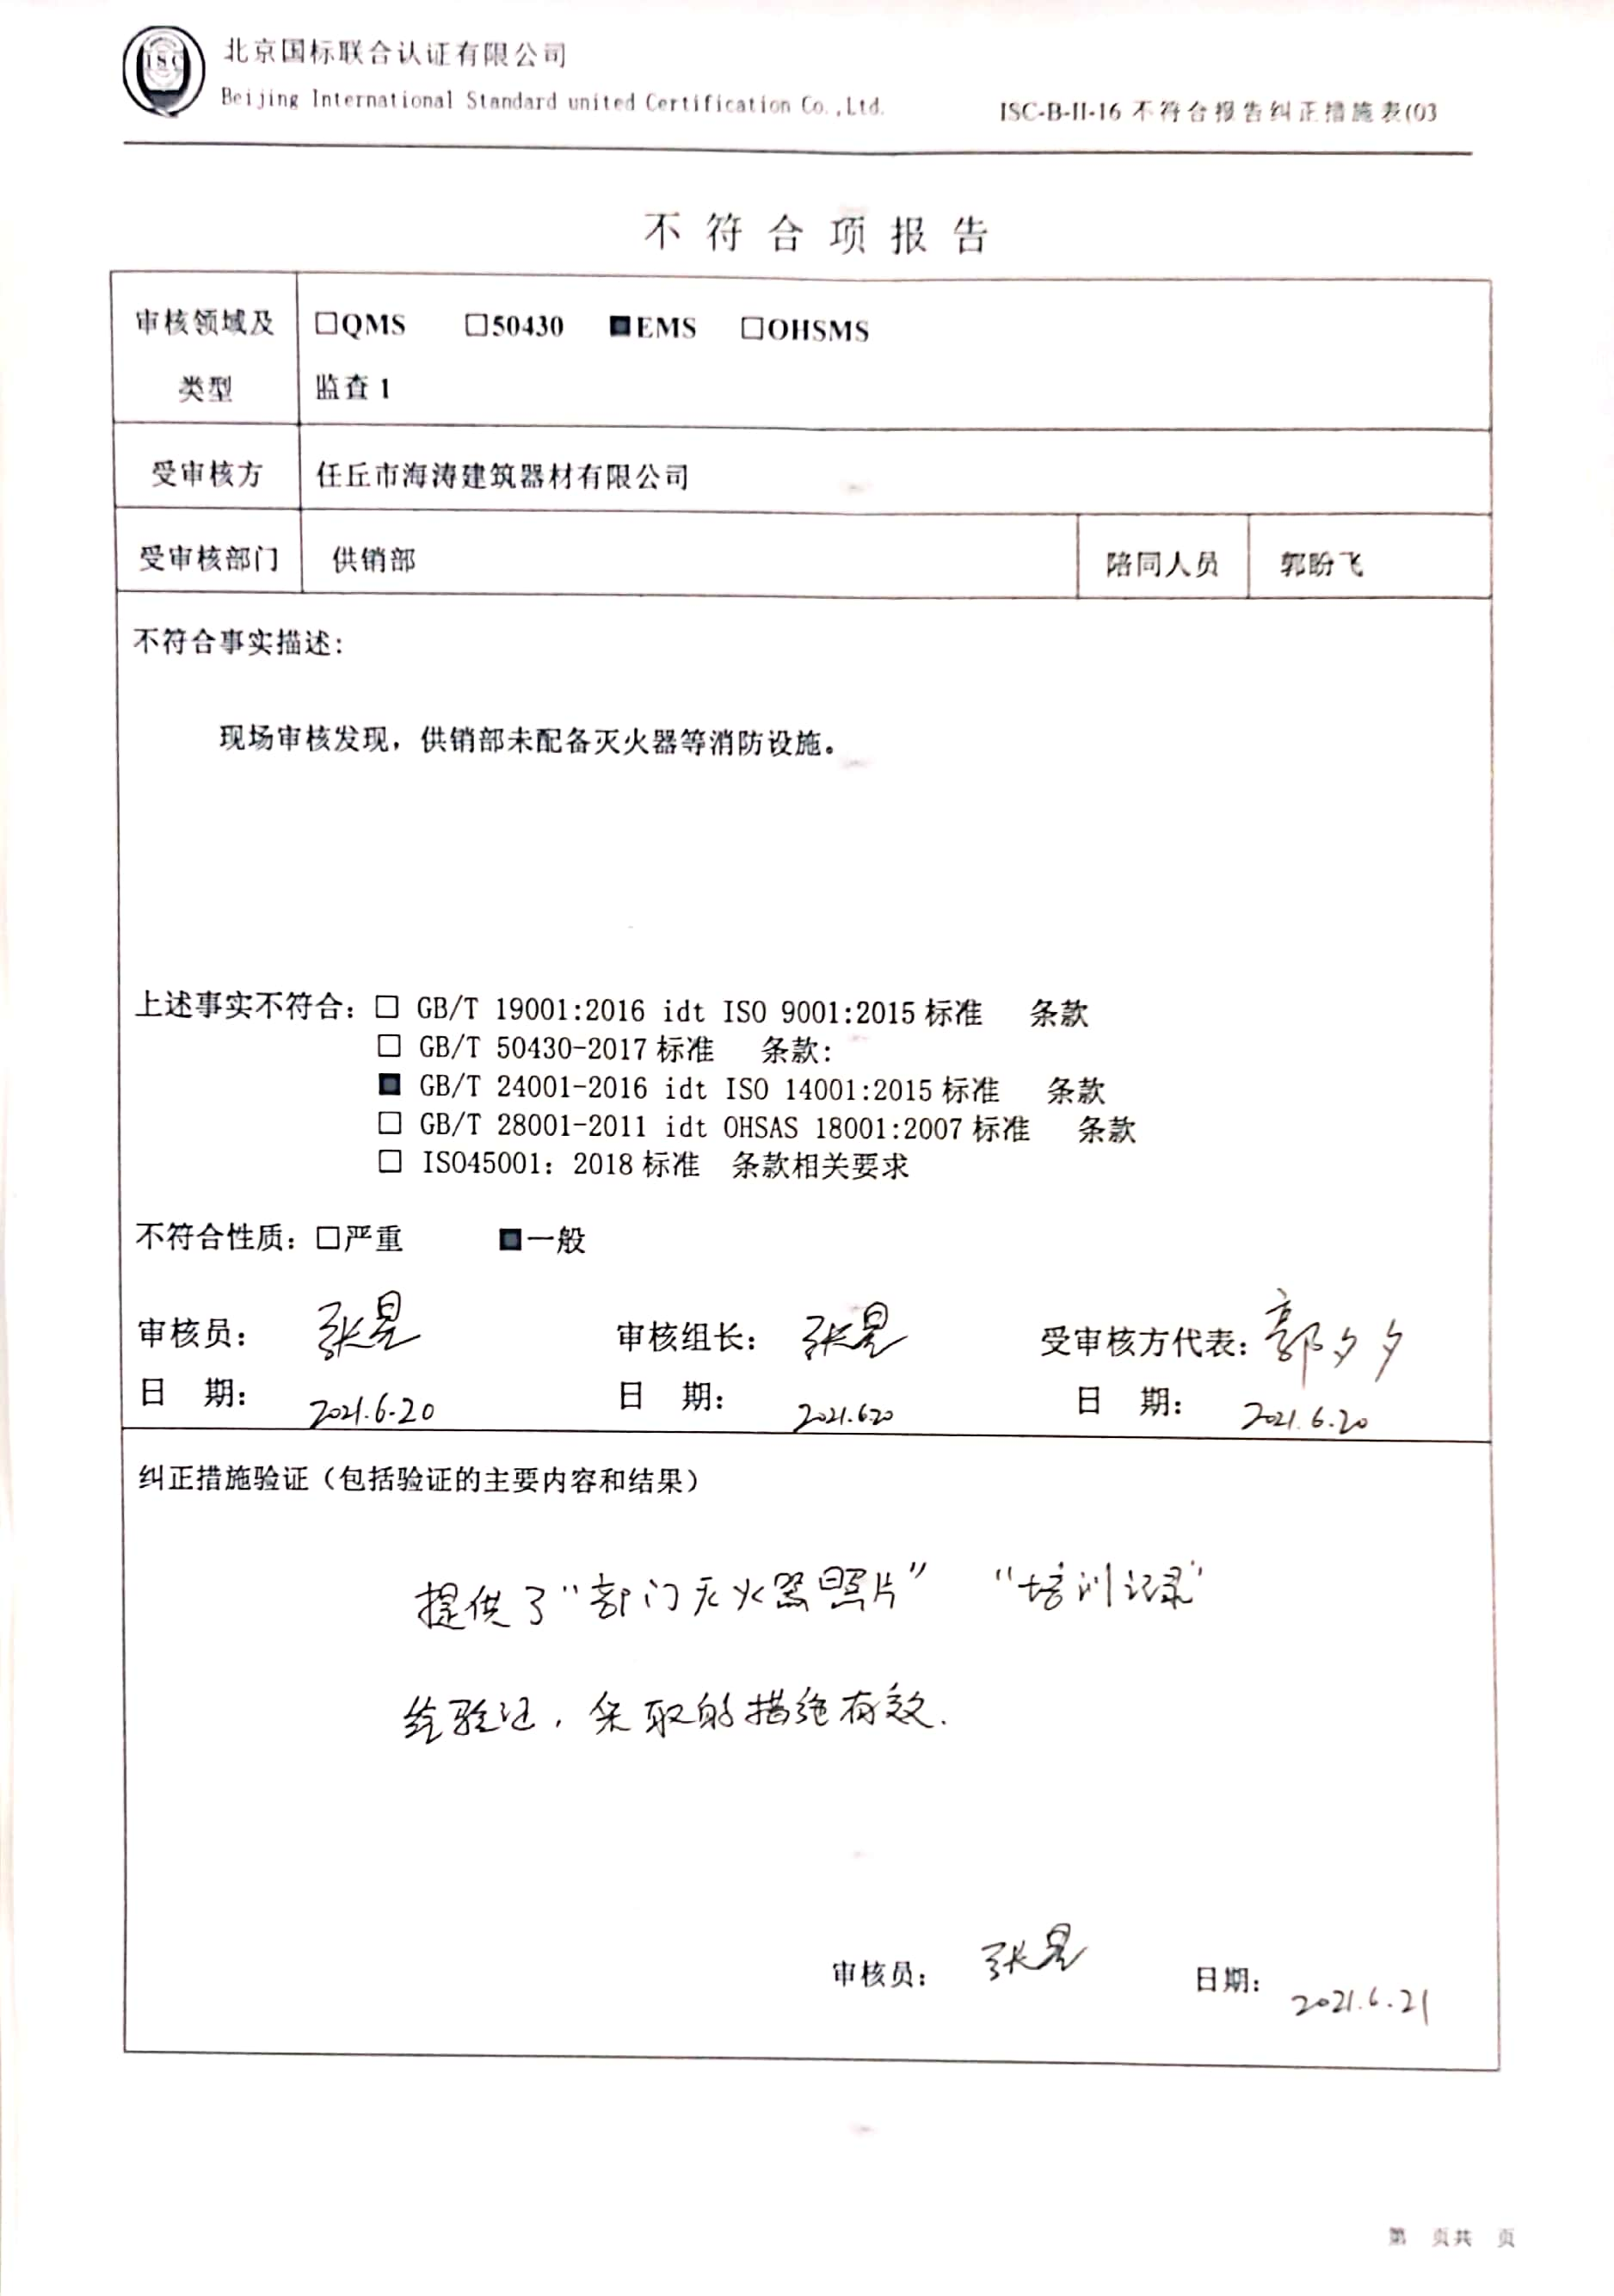 ISC
北京国标联合认证有限公司
Beijing International Standard united Certification Co.,Ltd.
ISC-B-II-16 不符合报告纠正措施表(03
不符合项报告
审核领域及类型
□QMS □50430 ■EMS □OHSMS
监查 1
受审核方 任丘市海涛建筑器材有限公司
受审核部门 供销部 陪同人员 郭盼飞
不符合事实描述:
现场审核发现，供销部未配备灭火器等消防设施。
上述事实不符合: □ GB/T 19001:2016 idt ISO 9001:2015 标准 条款
□ GB/T 50430-2017 标准 条款:
■ GB/T 24001-2016 idt ISO 14001:2015 标准 条款
□ GB/T 28001-2011 idt OHSAS 18001:2007 标准 条款
□ ISO45001: 2018 标准 条款相关要求
不符合性质: □严重 ■一般
审核员: 审核组长: 受审核方代表:
日 期: 2021.6.20 日 期: 2021.6.20 日 期: 2021.6.20
纠正措施验证（包括验证的主要内容和结果）
提供了“部门灭火器照片” “培训记录”
经验证，采取的措施有效.
审核员: 日期: 2021.6.21
第 页共 页